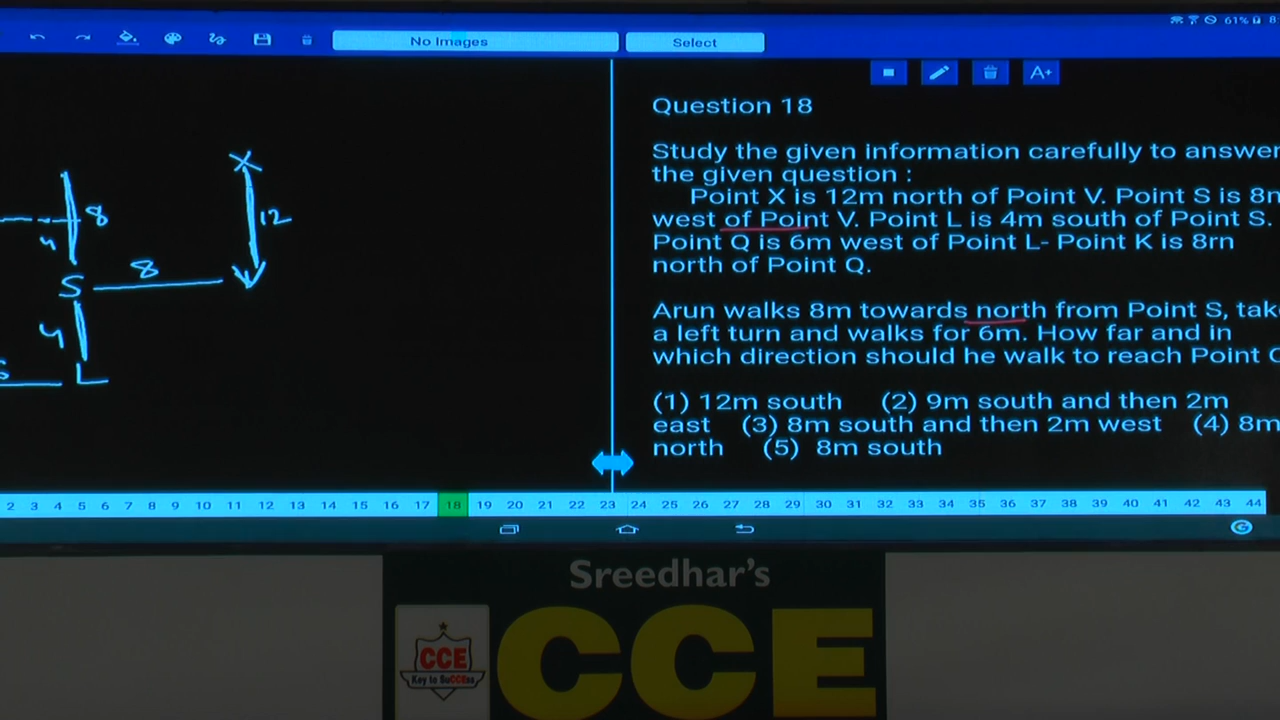 61%
No Images
Select
A+
Question 18
Study the given information carefully to answer
the given question :
Point X is 12m north of Point V. Point S is 8m
west of Point V. Point L is 4m south of Point S.
Point Q is 6m west of Point L- Point K is 8rn
north of Point Q.
Arun walks 8m towards north from Point S, take
a left turn and walks for 6m. How far and in
which direction should he walk to reach Point
(1) 12m south (2) 9m south and then 2m
east (3) 8m south and then 2m west (4) 8m
north (5) 8m south
X
8
12
4
8
S
4
L
2 3 4 5 6 7 8 9 10 11 12 13 14 15 16 17 18 19 20 21 22 23 24 25 26 27 28 29 30 31 32 33 34 35 36 37 38 39 40 41 42 43 44
Sreedhar's
CCE
CCE
Key to SuCCEss